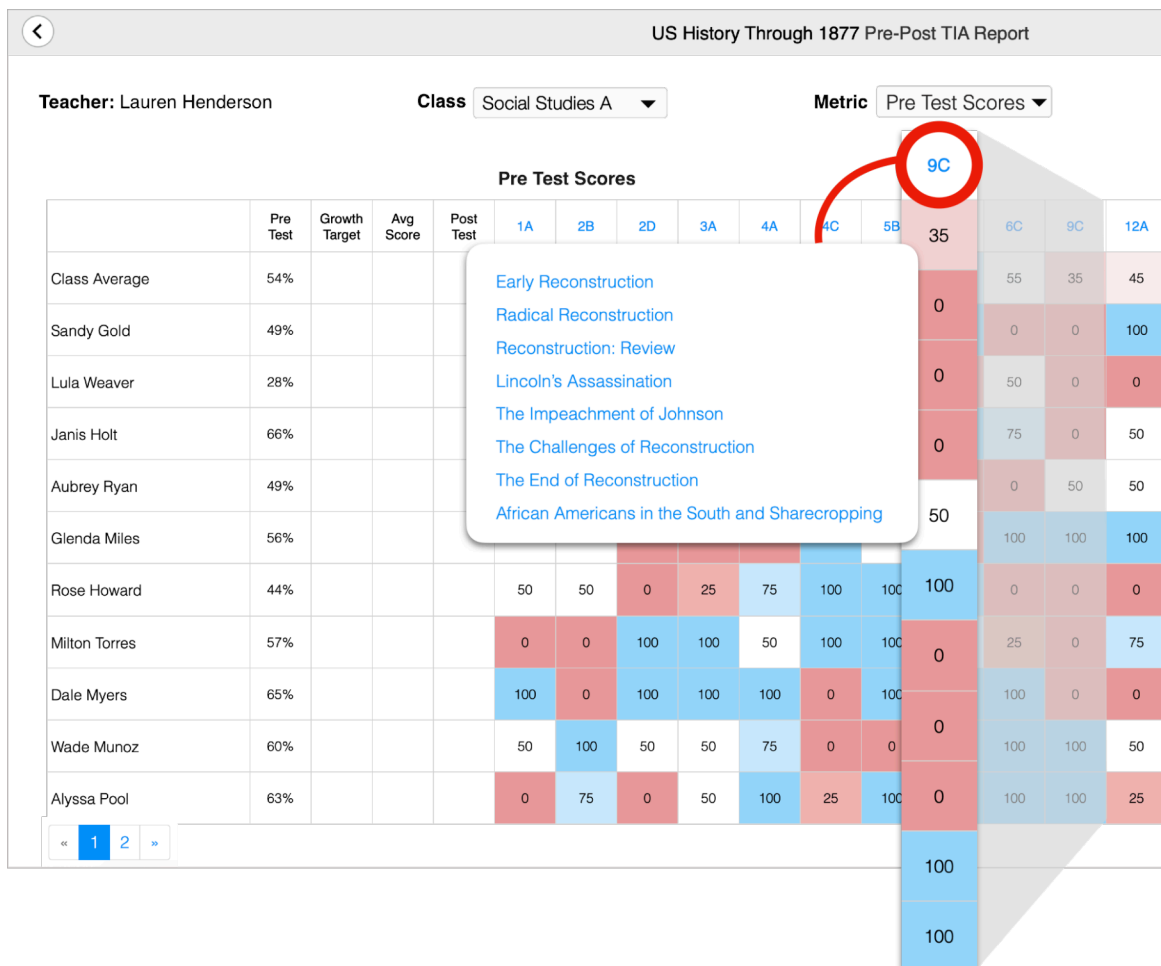 US History Through 1877 Pre-Post TIA Report
Teacher: Lauren Henderson
Class Social Studies A
Metric Pre Test Scores
9C
Pre Test Scores
Pre Test Growth Target Avg Score Post Test 1A 2B 2D 3A 4A 4C 5B 6C 9C 12A
Class Average 54% 55 35 45
Sandy Gold 49% 0 0 100
Lula Weaver 28% 50 0 0
Janis Holt 66% 75 0 50
Aubrey Ryan 49% 0 50 50
Glenda Miles 56% 100 100 100
Rose Howard 44% 50 50 0 25 75 100 100 0 0 0
Milton Torres 57% 0 0 100 100 50 100 100 25 0 75
Dale Myers 65% 100 0 100 100 100 0 100 100 0 0
Wade Munoz 60% 50 100 50 50 75 0 0 100 100 50
Alyssa Pool 63% 0 75 0 50 100 25 100 100 100 25
Early Reconstruction
Radical Reconstruction
Reconstruction: Review
Lincoln's Assassination
The Impeachment of Johnson
The Challenges of Reconstruction
The End of Reconstruction
African Americans in the South and Sharecropping
35
0
0
0
50
100
0
0
0
100
100
« 1 2 »